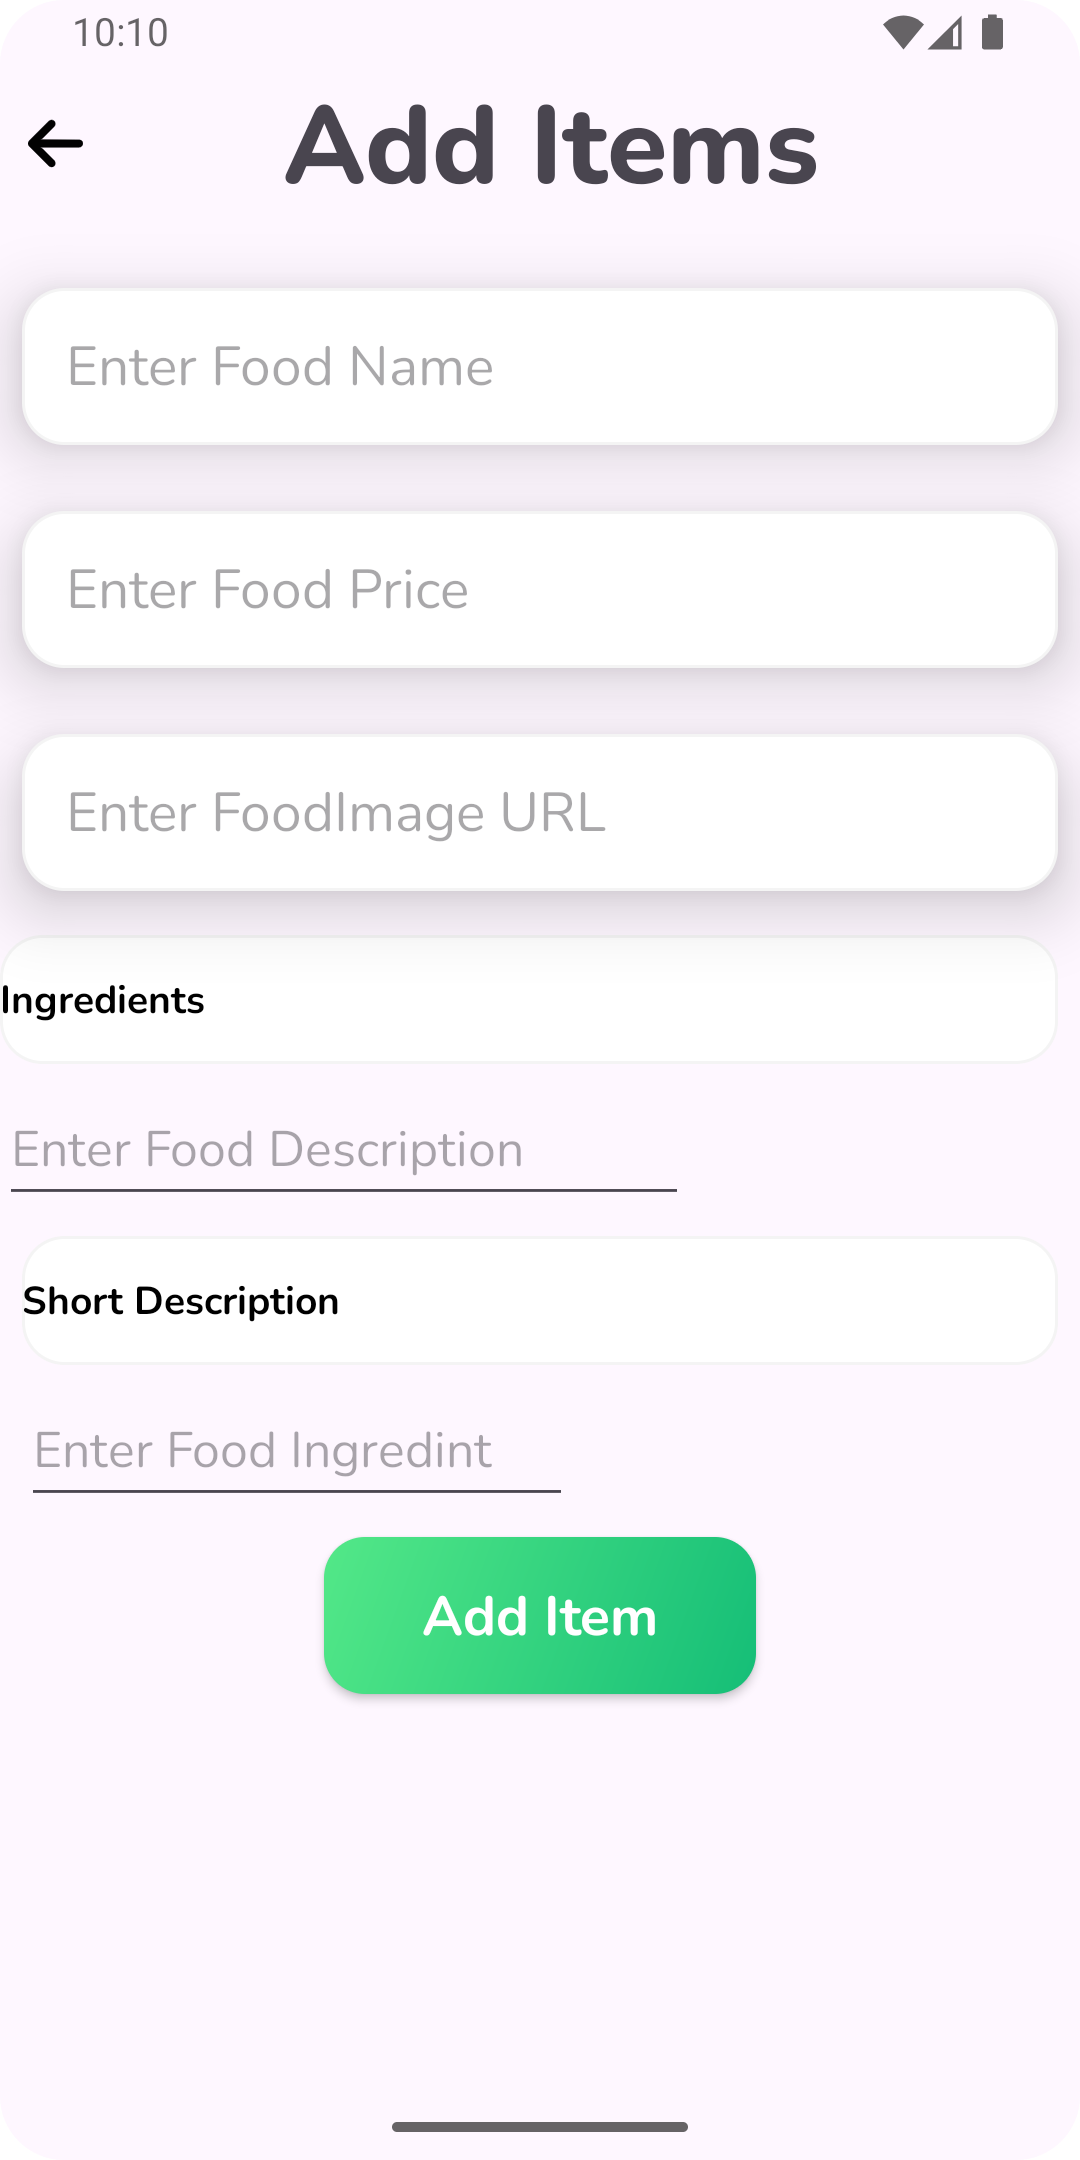 10:10
Add Items
Enter Food Name
Enter Food Price
Enter FoodImage URL
Ingredients
Enter Food Description
Short Description
Enter Food Ingredint
Add Item